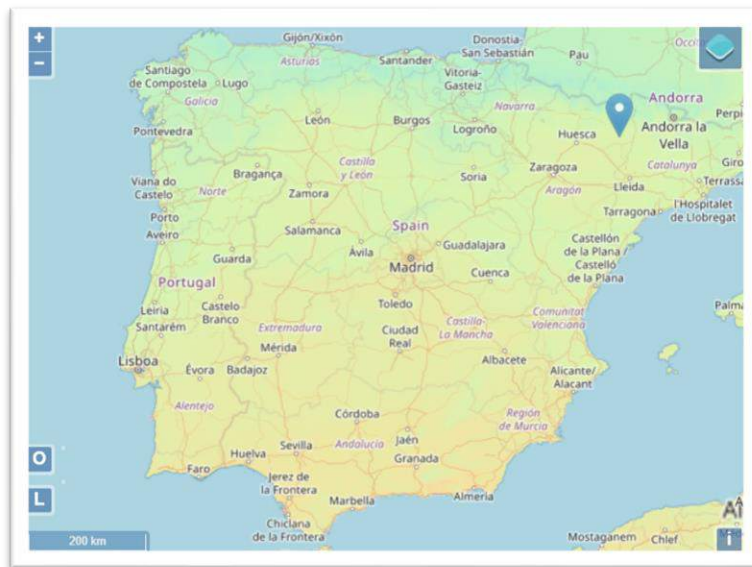 +
−
Gijón/Xixón
Asturias
Santander
Donostia-
San Sebastián
Pau
Occit
Santiago
de Compostela
Lugo
Galicia
Vitoria-
Gasteiz
Navarra
Andorra
Perpi
Pontevedra
León
Burgos
Logroño
Huesca
Andorra la
Vella
Giro
Viana do
Castelo
Bragança
Norte
Castilla
y León
Zamora
Soria
Zaragoza
Aragón
Catalunya
Lleida
Terrassa
l'Hospitalet
de Llobregat
Tarragona
Porto
Aveiro
Salamanca
Spain
Guarda
Ávila
Guadalajara
Madrid
Cuenca
Castellón
de la Plana /
Castelló
de la Plana
Portugal
Leiria
Santarém
Castelo
Branco
Toledo
Extremadura
Ciudad
Real
Castilla-
La Mancha
Comunitat
Valenciana
Palma
Lisboa
Mérida
Évora
Badajoz
Albacete
Alicante/
Alacant
Alentejo
Córdoba
Región
de Murcia
Huelva
Sevilla
Andalucía
Jaén
Faro
Granada
Jerez de
la Frontera
Marbella
Almería
Chiclana
de la Frontera
O
L
200 km
Mostaganem
Chlef
i